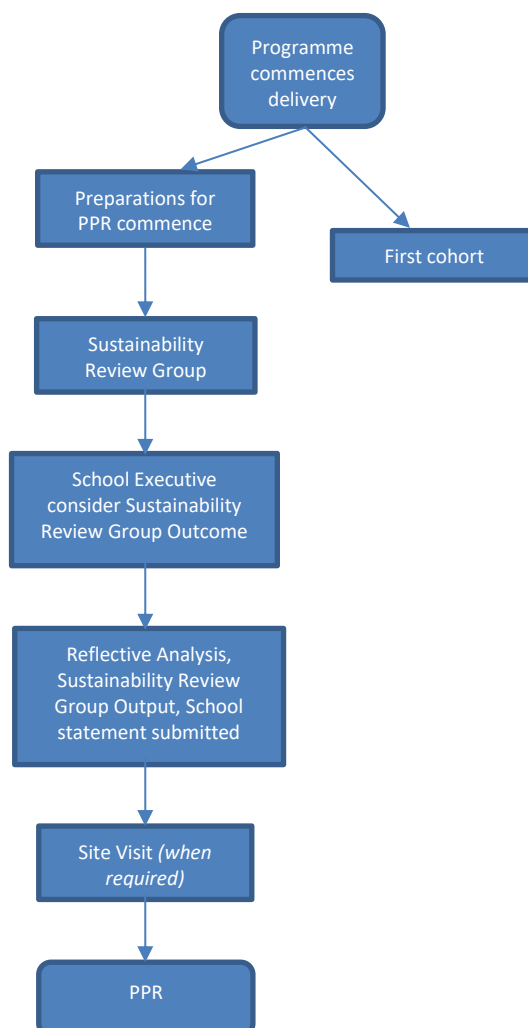 Programme
commences
delivery
Preparations for
PPR commence
First cohort
Sustainability
Review Group
School Executive
consider Sustainability
Review Group Outcome
Reflective Analysis,
Sustainability Review
Group Output, School
statement submitted
Site Visit (when
required)
PPR